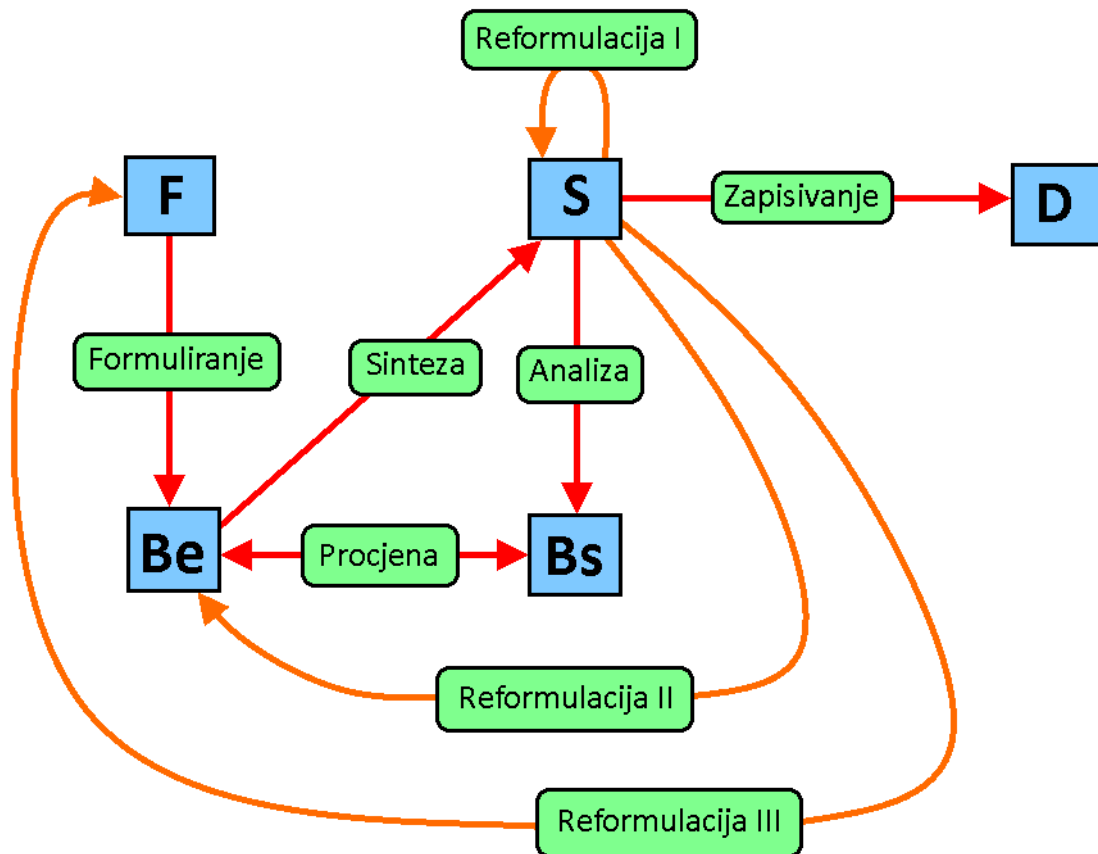 Reformulacija I
F
S
Zapisivanje
D
Formuliranje
Sinteza
Analiza
Be
Procjena
Bs
Reformulacija II
Reformulacija III